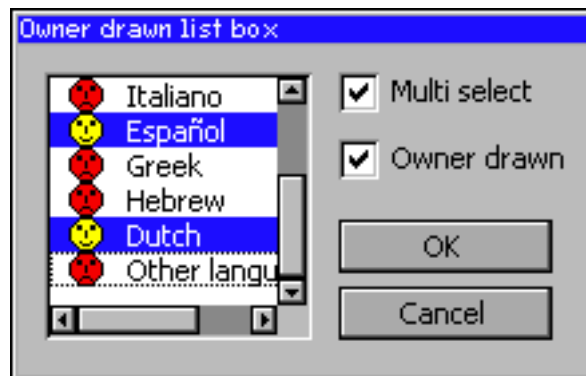 Owner drawn list box
Italiano
Español
Greek
Hebrew
Dutch
Other langu
Multi select
Owner drawn
OK
Cancel